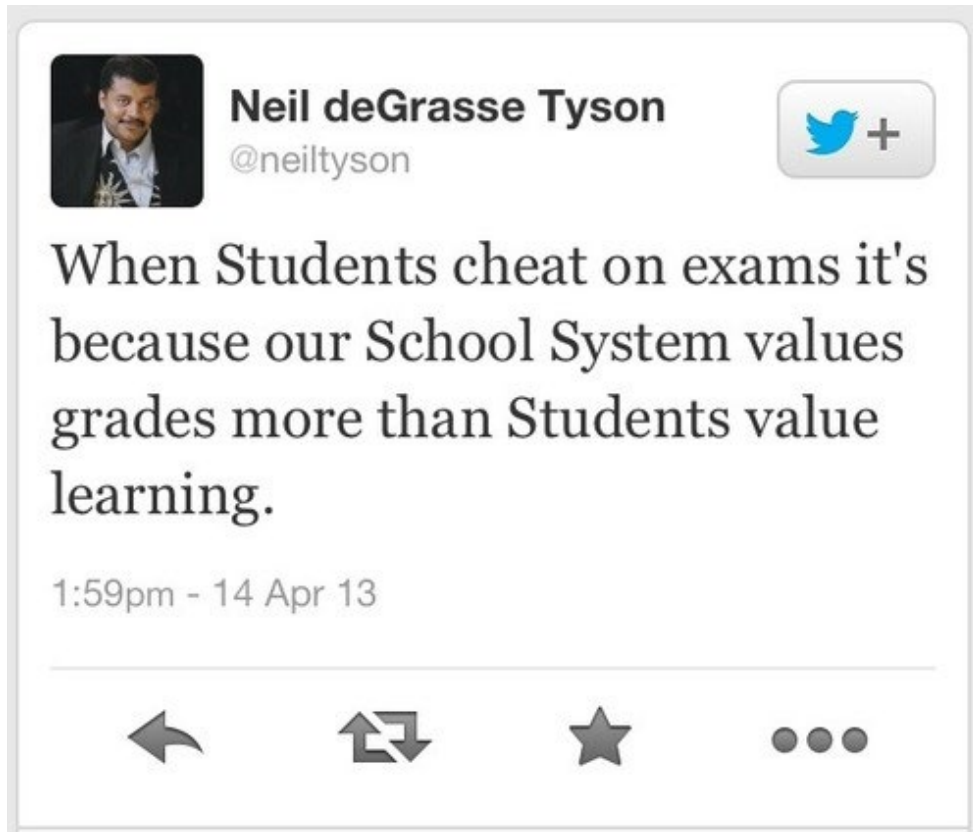 Neil deGrasse Tyson
@neiltyson
+
When Students cheat on exams it's
because our School System values
grades more than Students value
learning.
1:59pm - 14 Apr 13